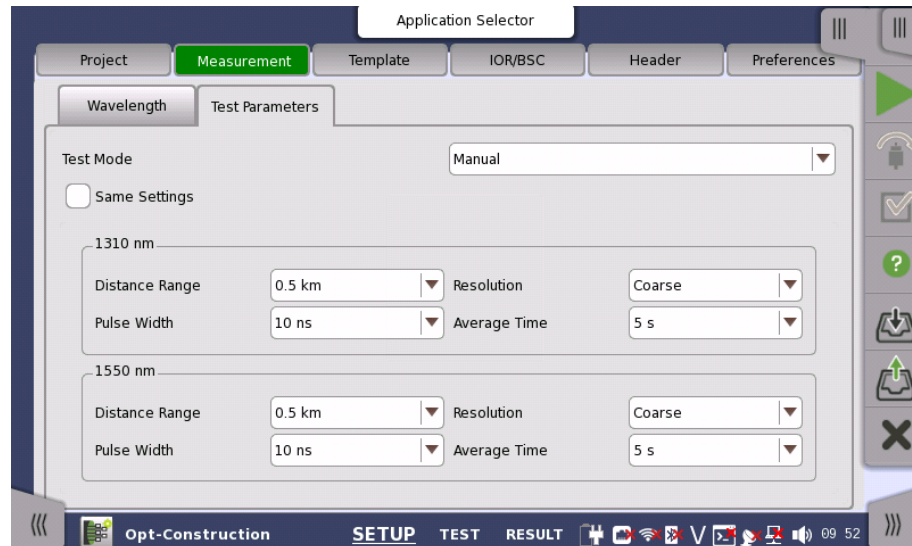 Application Selector
Project Measurement Template IOR/BSC Header Preferences
Wavelength Test Parameters
Test Mode Manual
Same Settings
1310 nm
Distance Range 0.5 km Resolution Coarse
Pulse Width 10 ns Average Time 5 s
1550 nm
Distance Range 0.5 km Resolution Coarse
Pulse Width 10 ns Average Time 5 s
Opt-Construction SETUP TEST RESULT V 09 52